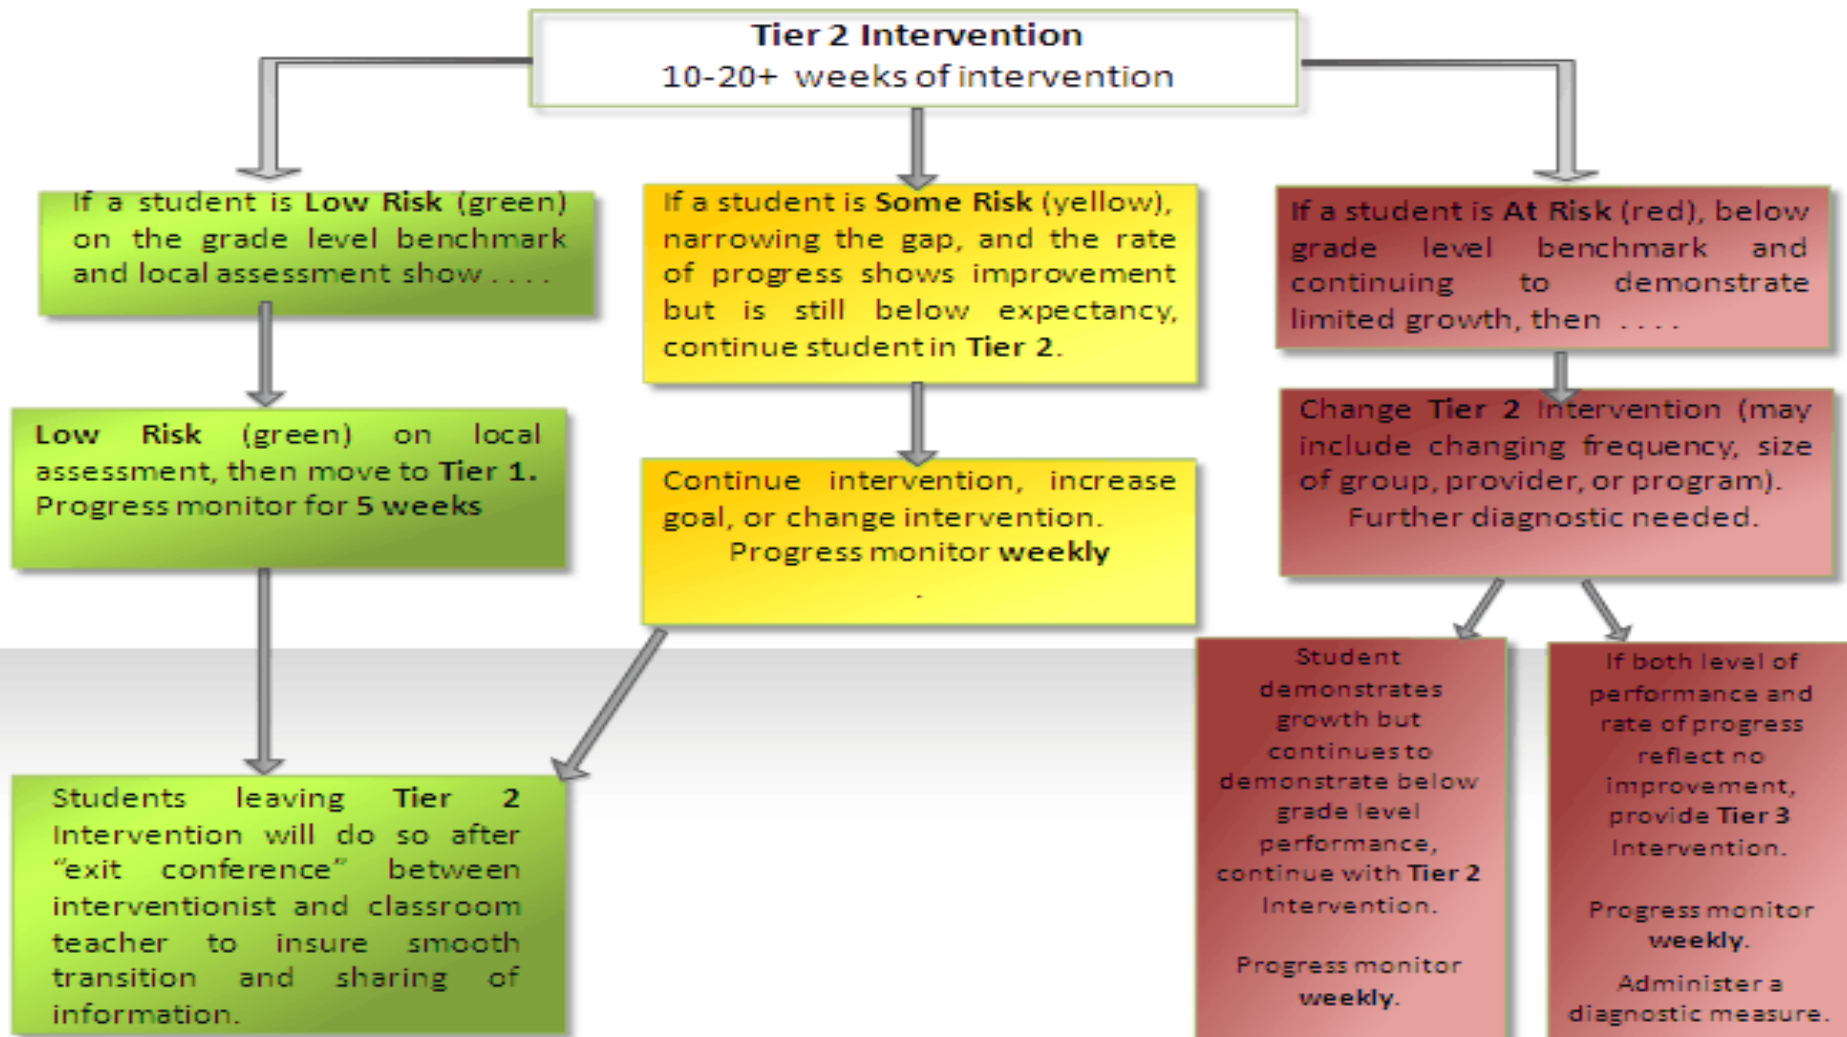 Tier 2 Intervention
10-20+ weeks of intervention
If a student is Low Risk (green)
on the grade level benchmark
and local assessment show . . . .
Low Risk (green) on local
assessment, then move to Tier 1.
Progress monitor for 5 weeks
Students leaving Tier 2
Intervention will do so after
“exit conference” between
interventionist and classroom
teacher to insure smooth
transition and sharing of
information.
If a student is Some Risk (yellow),
narrowing the gap, and the rate
of progress shows improvement
but is still below expectancy,
continue student in Tier 2.
Continue intervention, increase
goal, or change intervention.
Progress monitor weekly
.
If a student is At Risk (red), below
grade level benchmark and
continuing to demonstrate
limited growth, then . . . .
Change Tier 2 Intervention (may
include changing frequency, size
of group, provider, or program).
Further diagnostic needed.
Student
demonstrates
growth but
continues to
demonstrate below
grade level
performance,
continue with Tier 2
Intervention.
Progress monitor
weekly.
If both level of
performance and
rate of progress
reflect no
improvement,
provide Tier 3
Intervention.
Progress monitor
weekly.
Administer a
diagnostic measure.